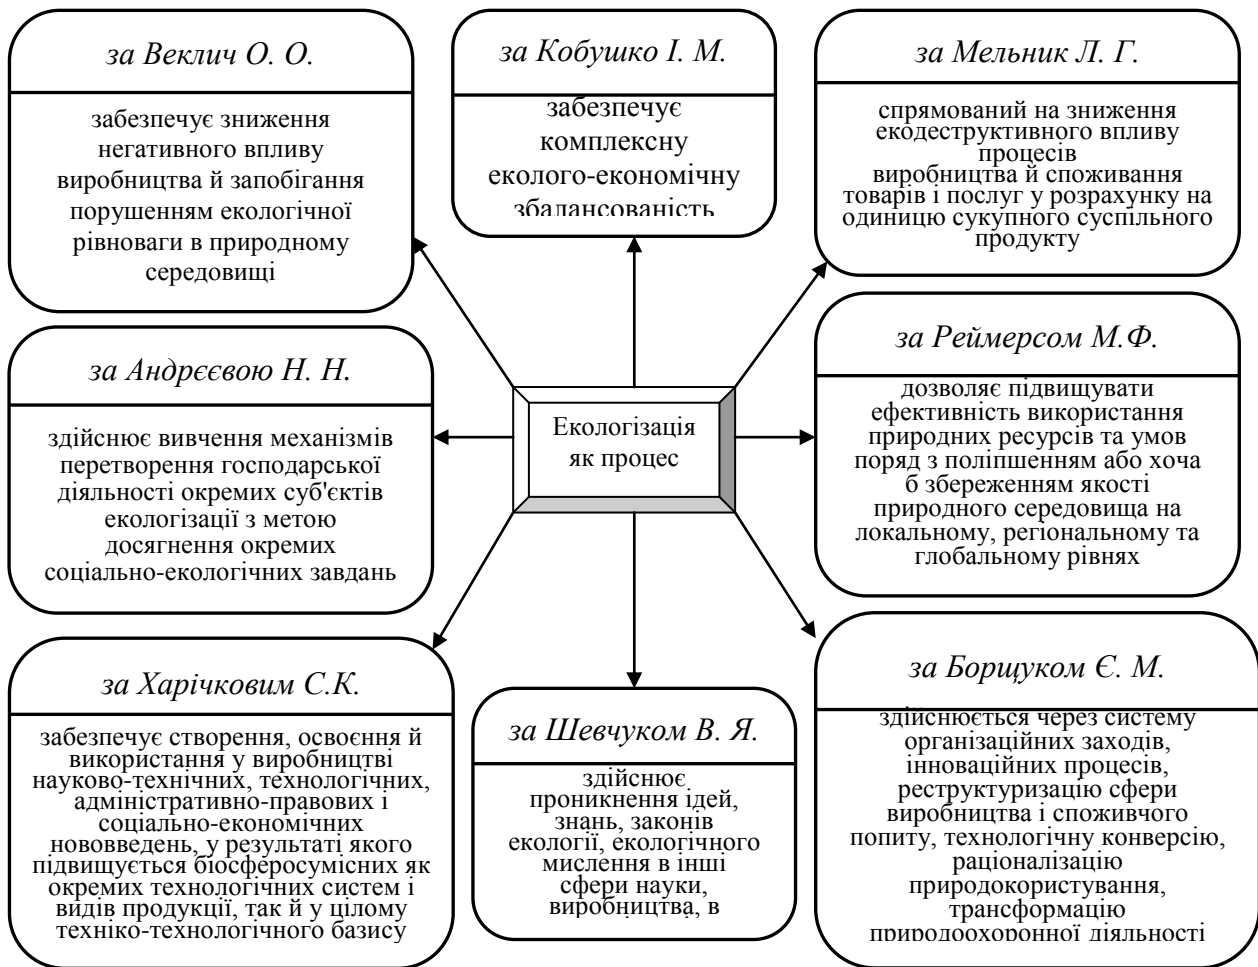 за Веклич О. О.
забезпечує зниження
негативного впливу
виробництва й запобігання
порушенням екологічної
рівноваги в природному
середовищі
за Кобушко І. М.
забезпечує
комплексну
еколого-економічну
збалансованість
за Мельник Л. Г.
спрямований на зниження
екодеструктивного впливу
процесів
виробництва й споживання
товарів і послуг у розрахунку на
одиницю сукупного суспільного
продукту
за Андрєєвою Н. Н.
здійснює вивчення механізмів
перетворення господарської
діяльності окремих суб'єктів
екологізації з метою
досягнення окремих
соціально-екологічних завдань
Екологізація
як процес
за Реймерсом М.Ф.
дозволяє підвищувати
ефективність використання
природних ресурсів та умов
поряд з поліпшенням або хоча
б збереженням якості
природного середовища на
локальному, регіональному та
глобальному рівнях
за Харічковим С.К.
забезпечує створення, освоєння й
використання у виробництві
науково-технічних, технологічних,
адміністративно-правових і
соціально-економічних
нововведень, у результаті якого
підвищується біосферосумісних як
окремих технологічних систем і
видів продукції, так й у цілому
техніко-технологічного базису
за Шевчуком В. Я.
здійснює
проникнення ідей,
знань, законів
екології, екологічного
мислення в інші
сфери науки,
виробництва, в
за Борщуком Є. М.
здійснюється через систему
організаційних заходів,
інноваційних процесів,
реструктуризацію сфери
виробництва і споживчого
попиту, технологічну конверсію,
раціоналізацію
природокористування,
трансформацію
природоохоронної діяльності